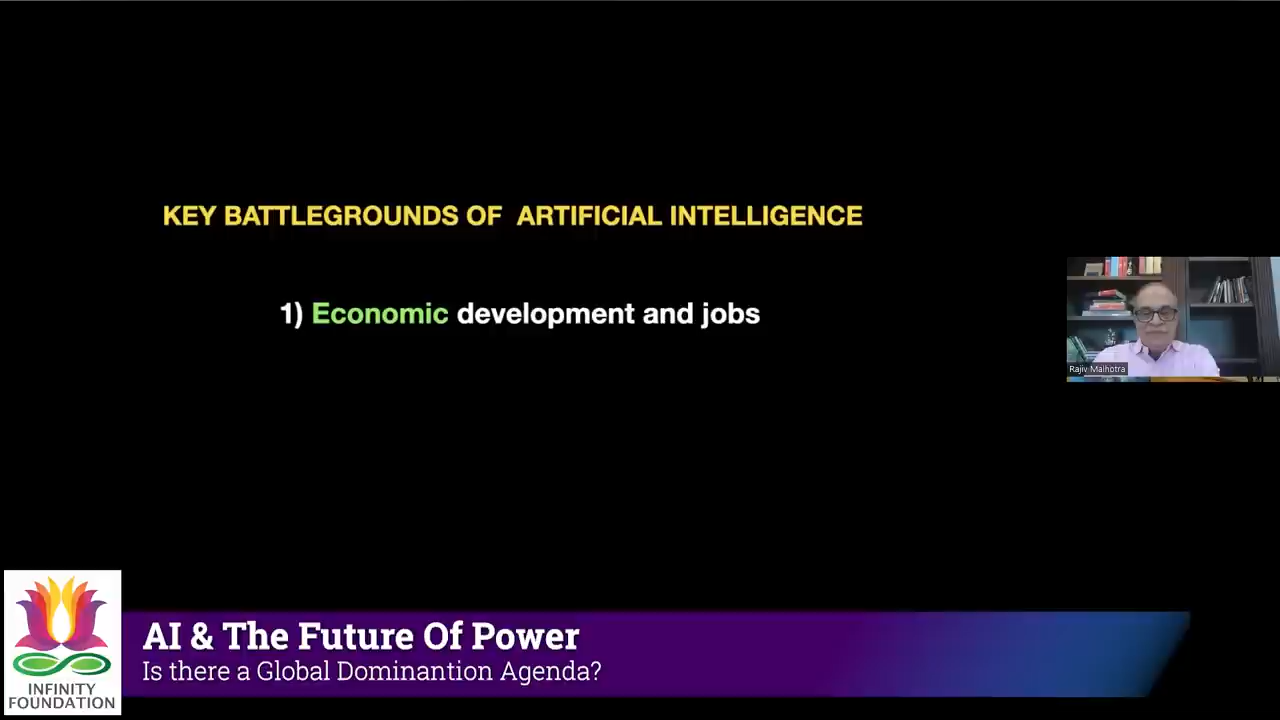 KEY BATTLEGROUNDS OF ARTIFICIAL INTELLIGENCE
1) Economic development and jobs
Rajiv Malhotra
AI & The Future Of Power
Is there a Global Dominantion Agenda?
INFINITY
FOUNDATION